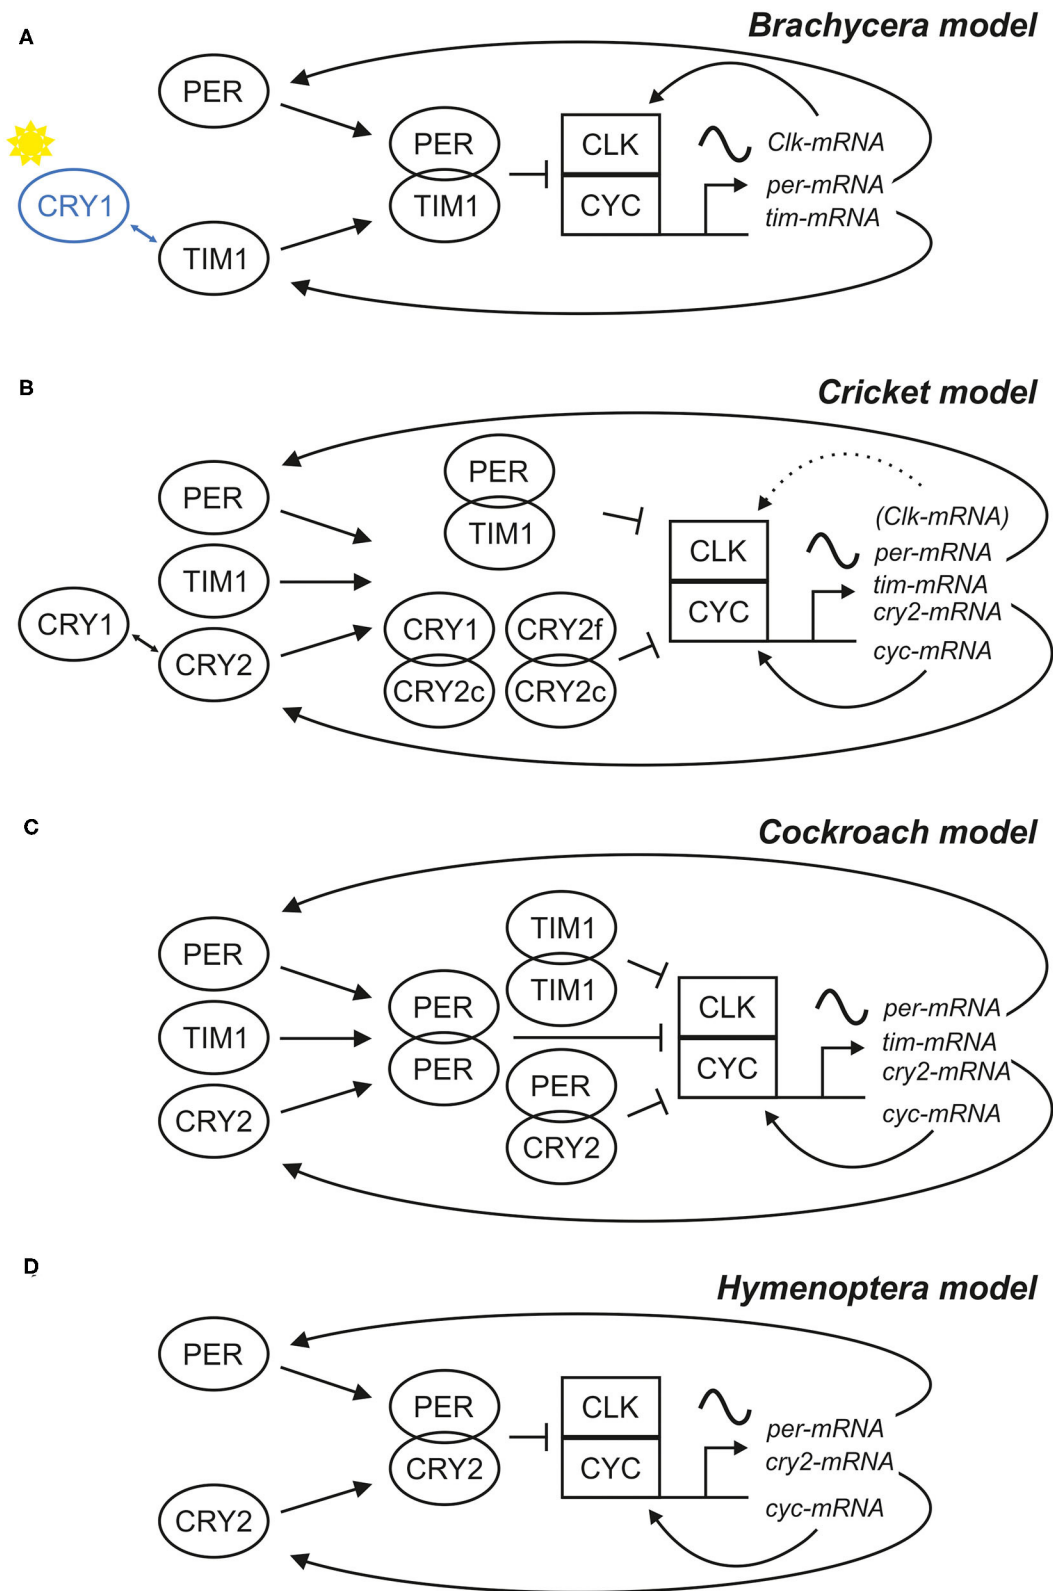 A
Brachycera model
PER
CRY1
TIM1
PER
TIM1
CLK
CYC
Clk-mRNA
per-mRNA
tim-mRNA
B
Cricket model
PER
TIM1
CRY1
CRY2
PER
TIM1
CRY1
CRY2c
CRY2f
CRY2c
CLK
CYC
(Clk-mRNA)
per-mRNA
tim-mRNA
cry2-mRNA
cyc-mRNA
C
Cockroach model
PER
TIM1
CRY2
PER
PER
TIM1
TIM1
PER
CRY2
CLK
CYC
per-mRNA
tim-mRNA
cry2-mRNA
cyc-mRNA
D
Hymenoptera model
PER
CRY2
PER
CRY2
CLK
CYC
per-mRNA
cry2-mRNA
cyc-mRNA